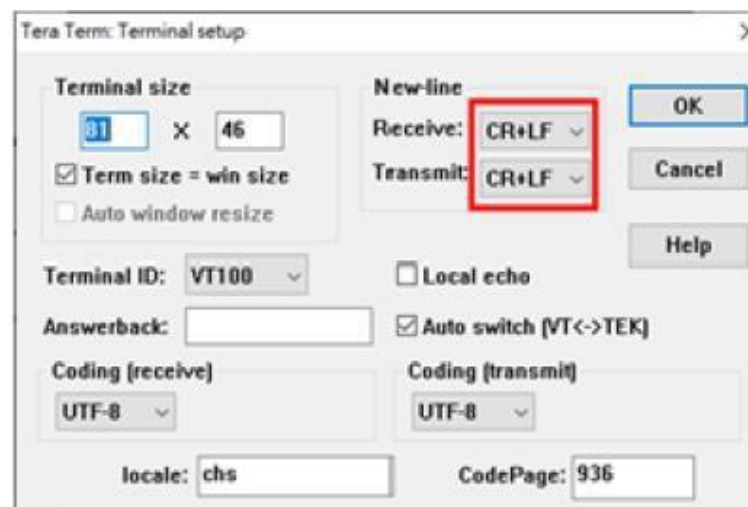 Tera Term: Terminal setup
Terminal size
81 X 46
Term size = win size
Auto window resize
New-line
Receive: CR+LF
Transmit: CR+LF
OK
Cancel
Help
Terminal ID: VT100
Local echo
Answerback:
Auto switch (VT<->TEK)
Coding (receive)
UTF-8
Coding (transmit)
UTF-8
locale: chs
CodePage: 936